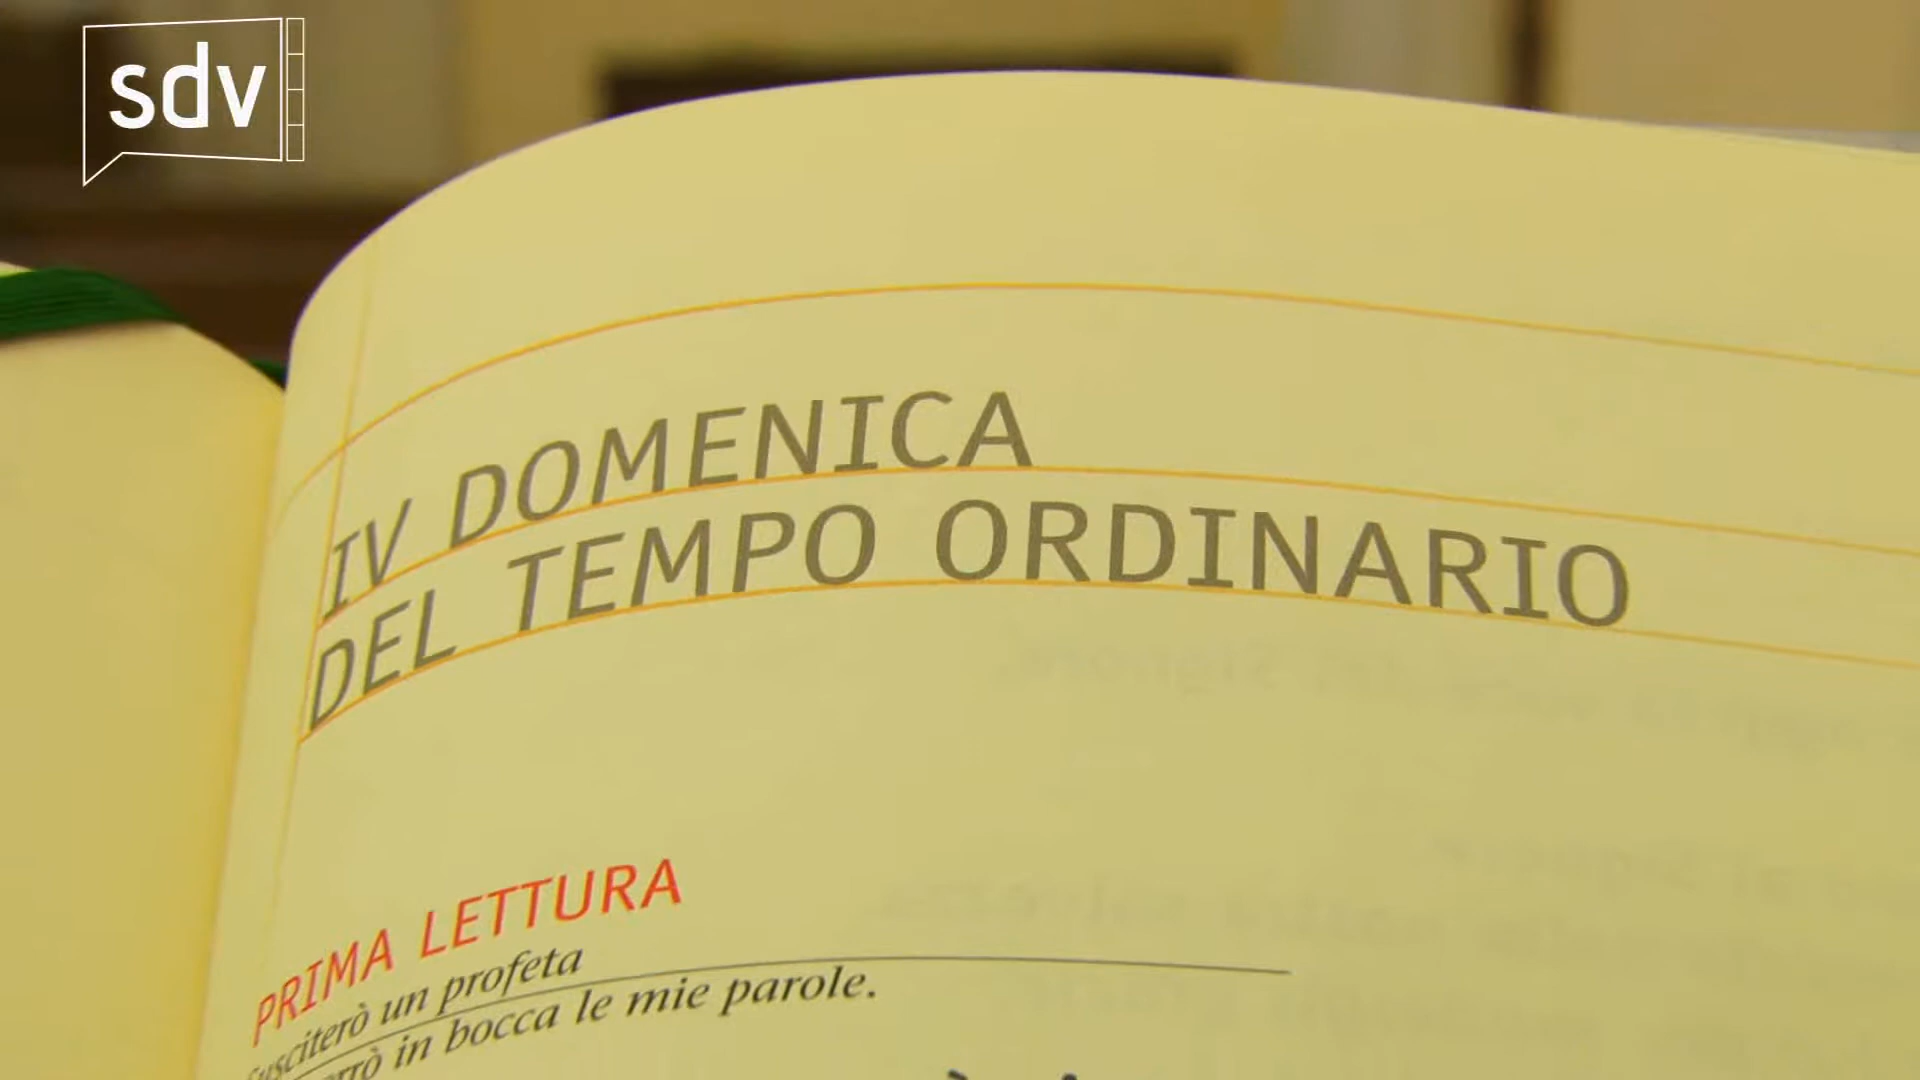 sdv
IV DOMENICA
DEL TEMPO ORDINARIO
PRIMA LETTURA
un profeta
in bocca le mie parole.